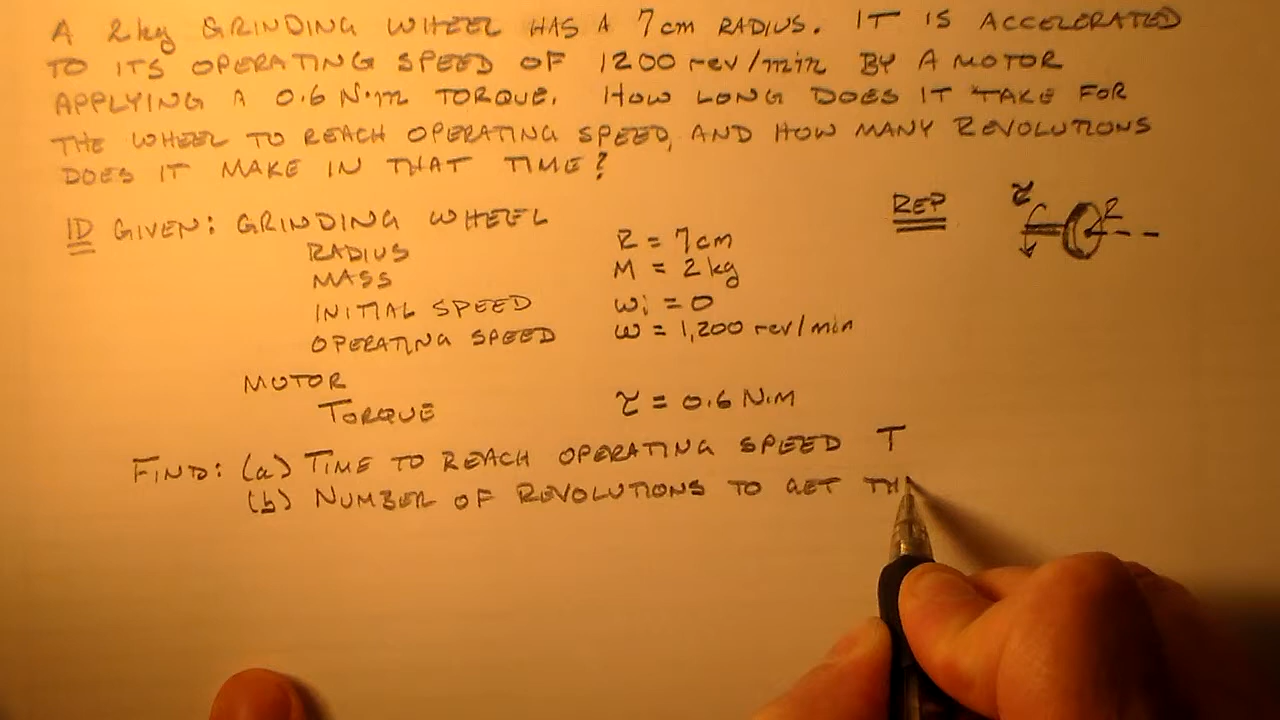 A 2kg GRINDING WHEEL HAS A 7cm RADIUS. IT IS ACCELERATED
TO ITS OPERATING SPEED OF 1200 rev/min BY A MOTOR
APPLYING A 0.6 N·m TORQUE. HOW LONG DOES IT TAKE FOR
THE WHEEL TO REACH OPERATING SPEED, AND HOW MANY REVOLUTIONS
DOES IT MAKE IN THAT TIME?
ID GIVEN: GRINDING WHEEL
RADIUS R = 7cm
MASS M = 2kg
INITIAL SPEED ωi = 0
OPERATING SPEED ω = 1,200 rev/min
MOTOR
TORQUE τ = 0.6 N·M
FIND: (a) TIME TO REACH OPERATING SPEED T
(b) NUMBER OF REVOLUTIONS TO GET TH
REP
τ R